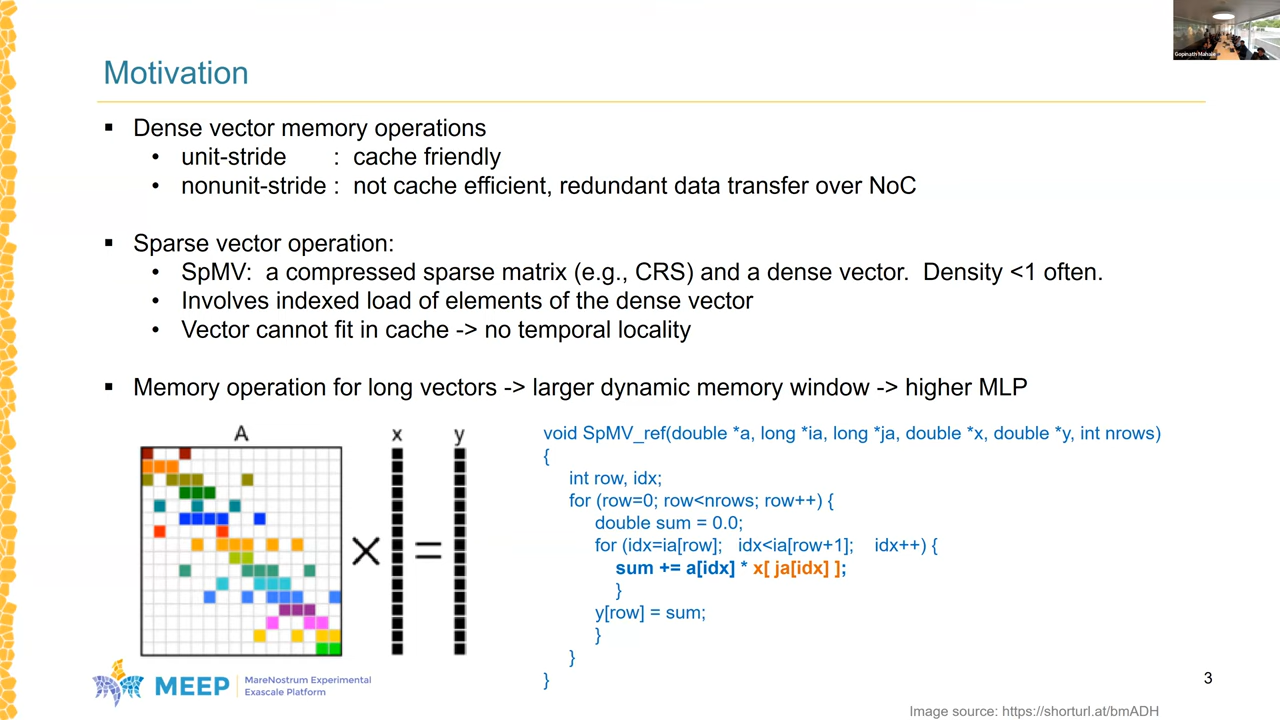 Gopinath Mahale
Motivation
▪ Dense vector memory operations
• unit-stride : cache friendly
• nonunit-stride : not cache efficient, redundant data transfer over NoC
▪ Sparse vector operation:
• SpMV: a compressed sparse matrix (e.g., CRS) and a dense vector. Density <1 often.
• Involves indexed load of elements of the dense vector
• Vector cannot fit in cache -> no temporal locality
▪ Memory operation for long vectors -> larger dynamic memory window -> higher MLP
A x y
× =
void SpMV_ref(double *a, long *ia, long *ja, double *x, double *y, int nrows)
{
int row, idx;
for (row=0; row<nrows; row++) {
double sum = 0.0;
for (idx=ia[row]; idx<ia[row+1]; idx++) {
sum += a[idx] * x[ ja[idx] ];
}
y[row] = sum;
}
}
}
MEEP
MareNostrum Experimental
Exascale Platform
3
Image source: https://shorturl.at/bmADH